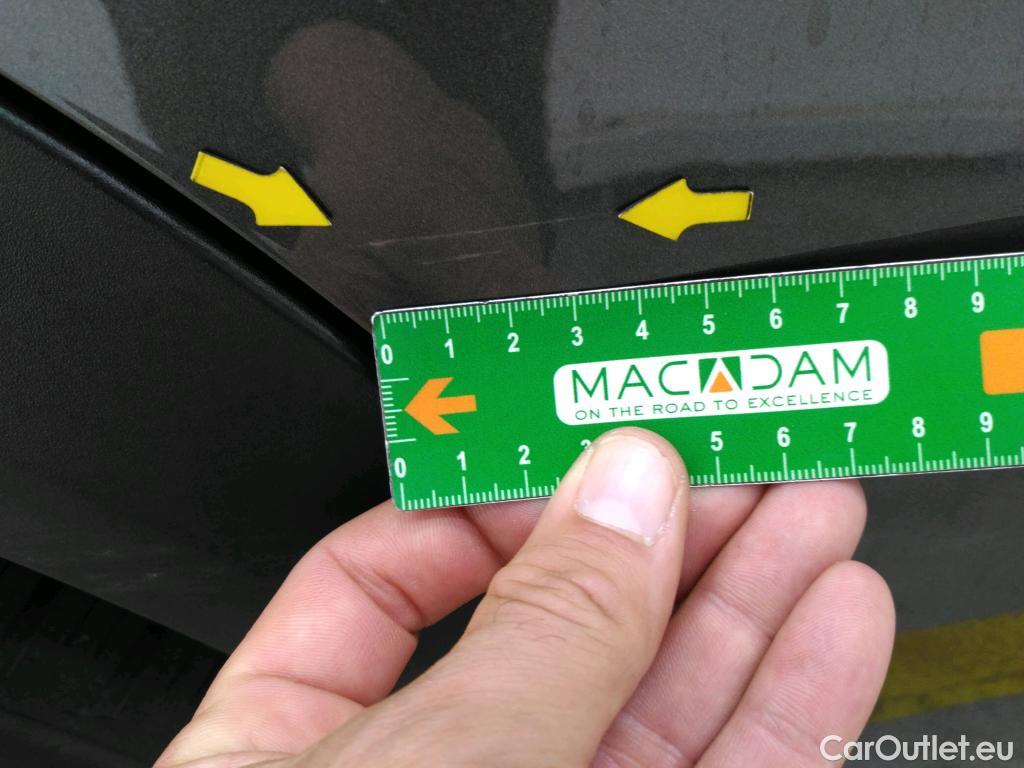 0 1 2 3 4 5 6 7 8 9
MACADAM
ON THE ROAD TO EXCELLENCE
0 1 2 5 6 7 8 9
CarOutlet.eu